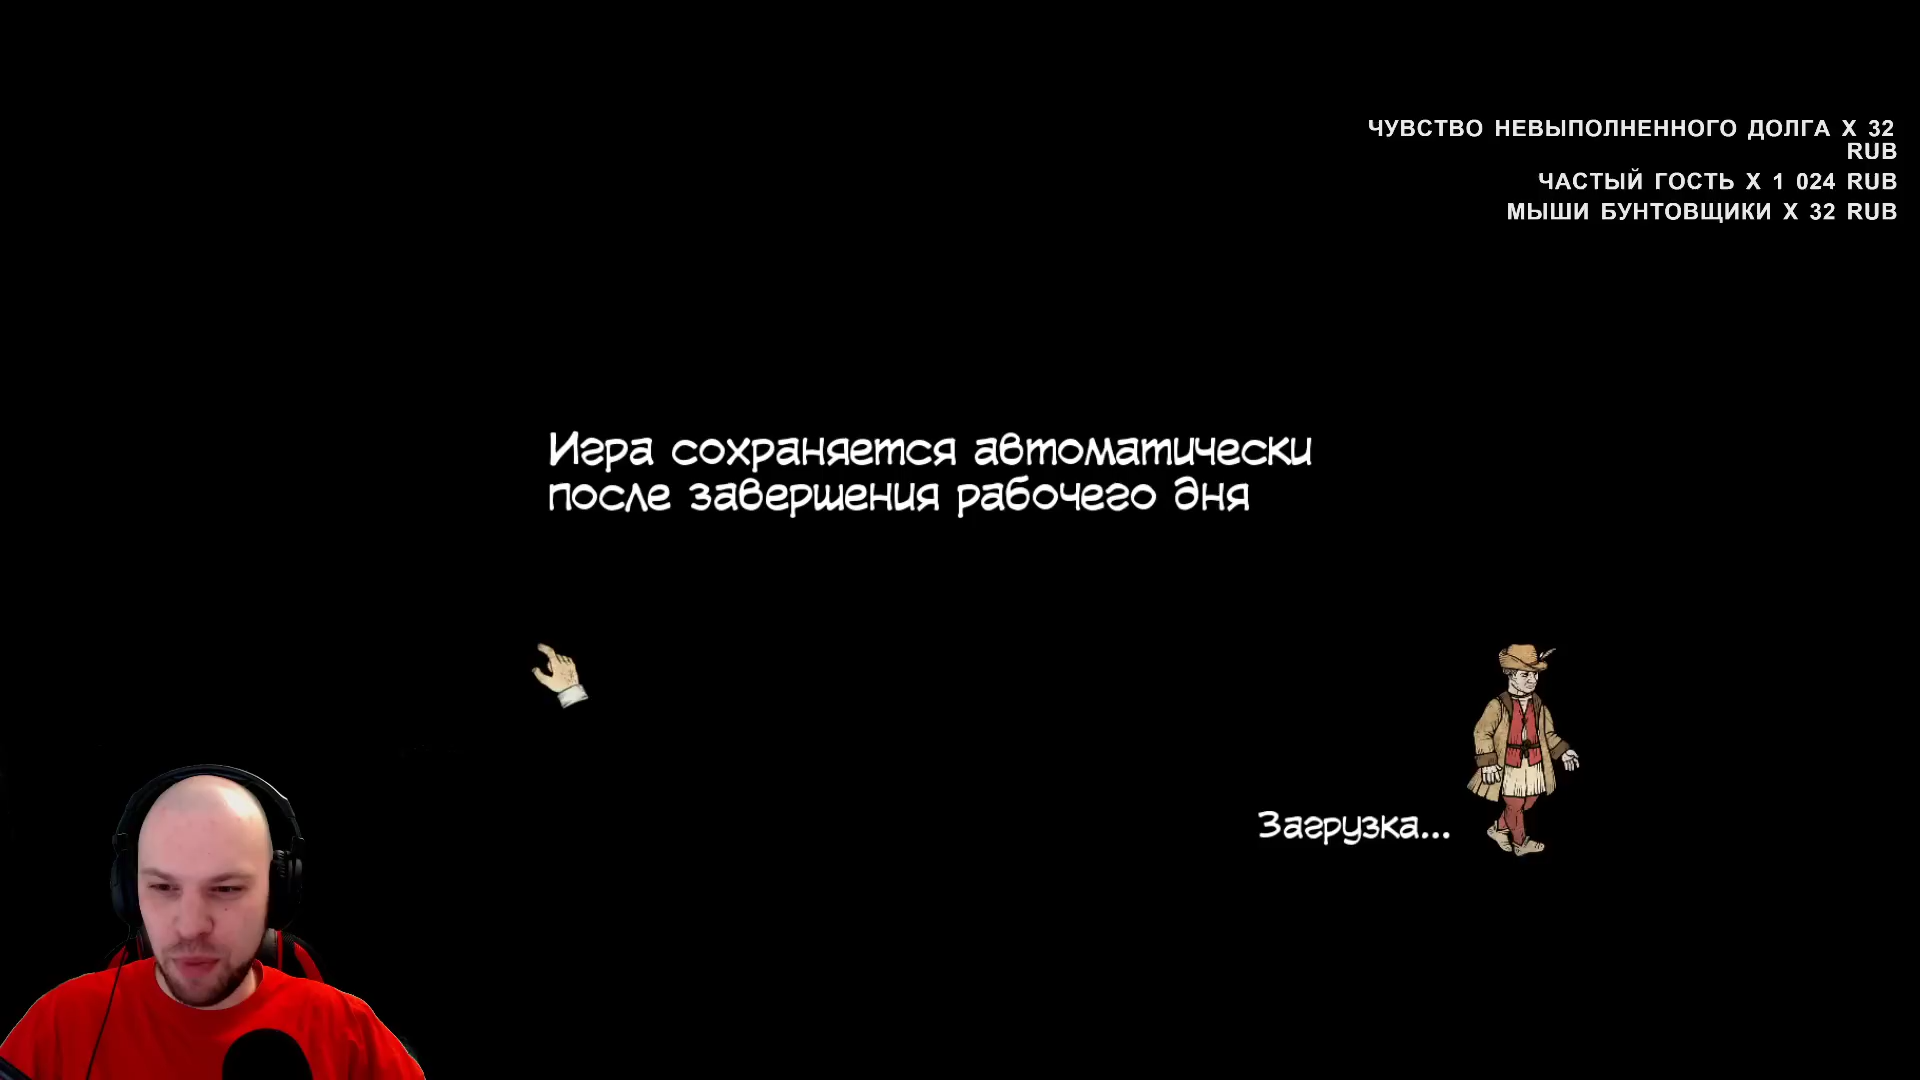 ЧУВСТВО НЕВЫПОЛНЕННОГО ДОЛГА X 32
RUB
ЧАСТЫЙ ГОСТЬ X 1 024 RUB
МЫШИ БУНТОВЩИКИ X 32 RUB
Игра сохраняется автоматически
после завершения рабочего дня
Загрузка...